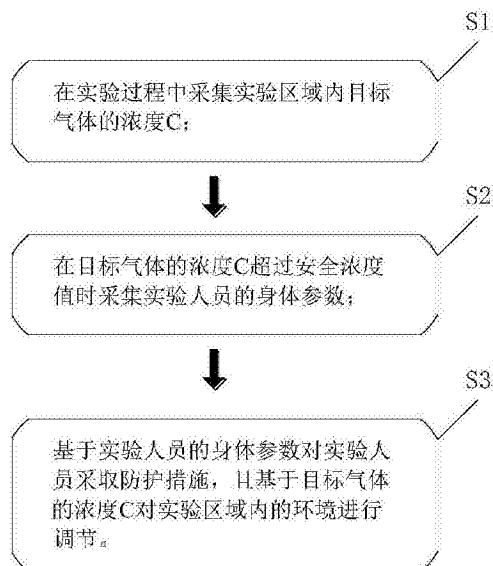 S1
在实验过程中采集实验区域内目标
气体的浓度C；
S2
在目标气体的浓度C超过安全浓度
值时采集实验人员的身体参数；
S3
基于实验人员的身体参数对实验人
员采取防护措施，且基于目标气体
的浓度C对实验区域内的环境进行
调节。